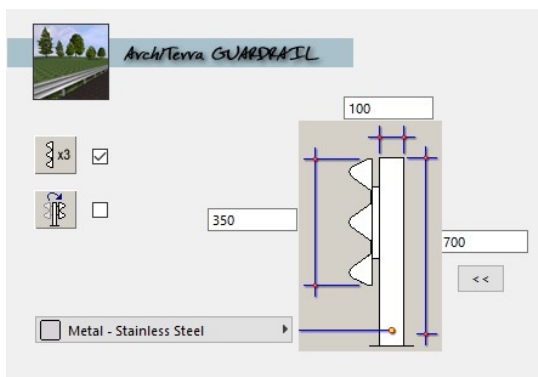 ArchiTerra GUARDRAIL
100
x3
350
700
<<
Metal - Stainless Steel